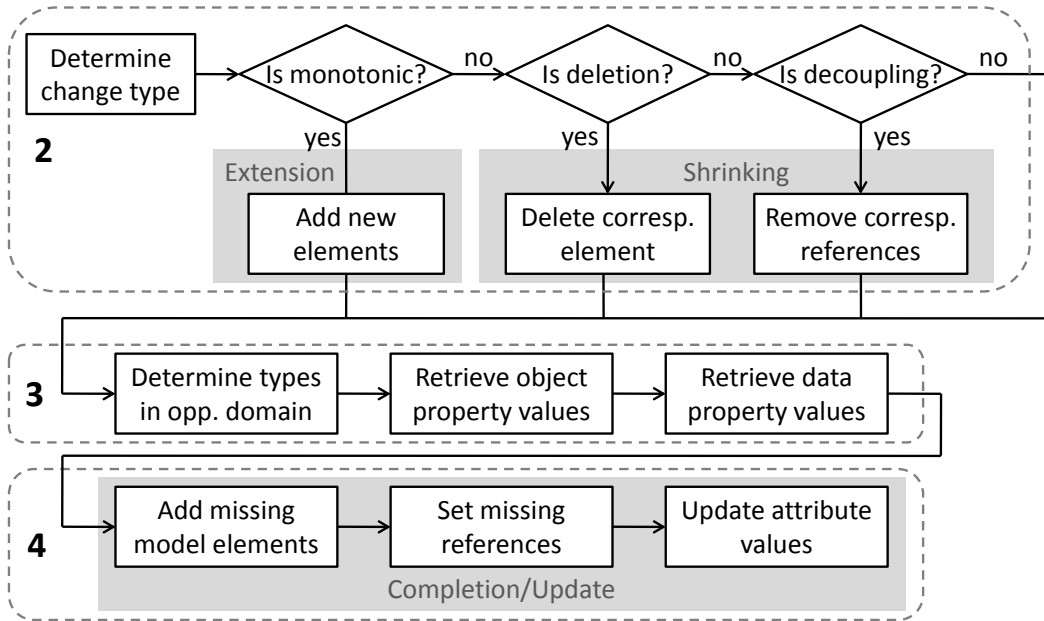 Determine
change type
Is monotonic?
no
Is deletion?
no
Is decoupling?
no
2
yes
yes
yes
Extension
Shrinking
Add new
elements
Delete corresp.
element
Remove corresp.
references
3
Determine types
in opp. domain
Retrieve object
property values
Retrieve data
property values
4
Add missing
model elements
Set missing
references
Update attribute
values
Completion/Update